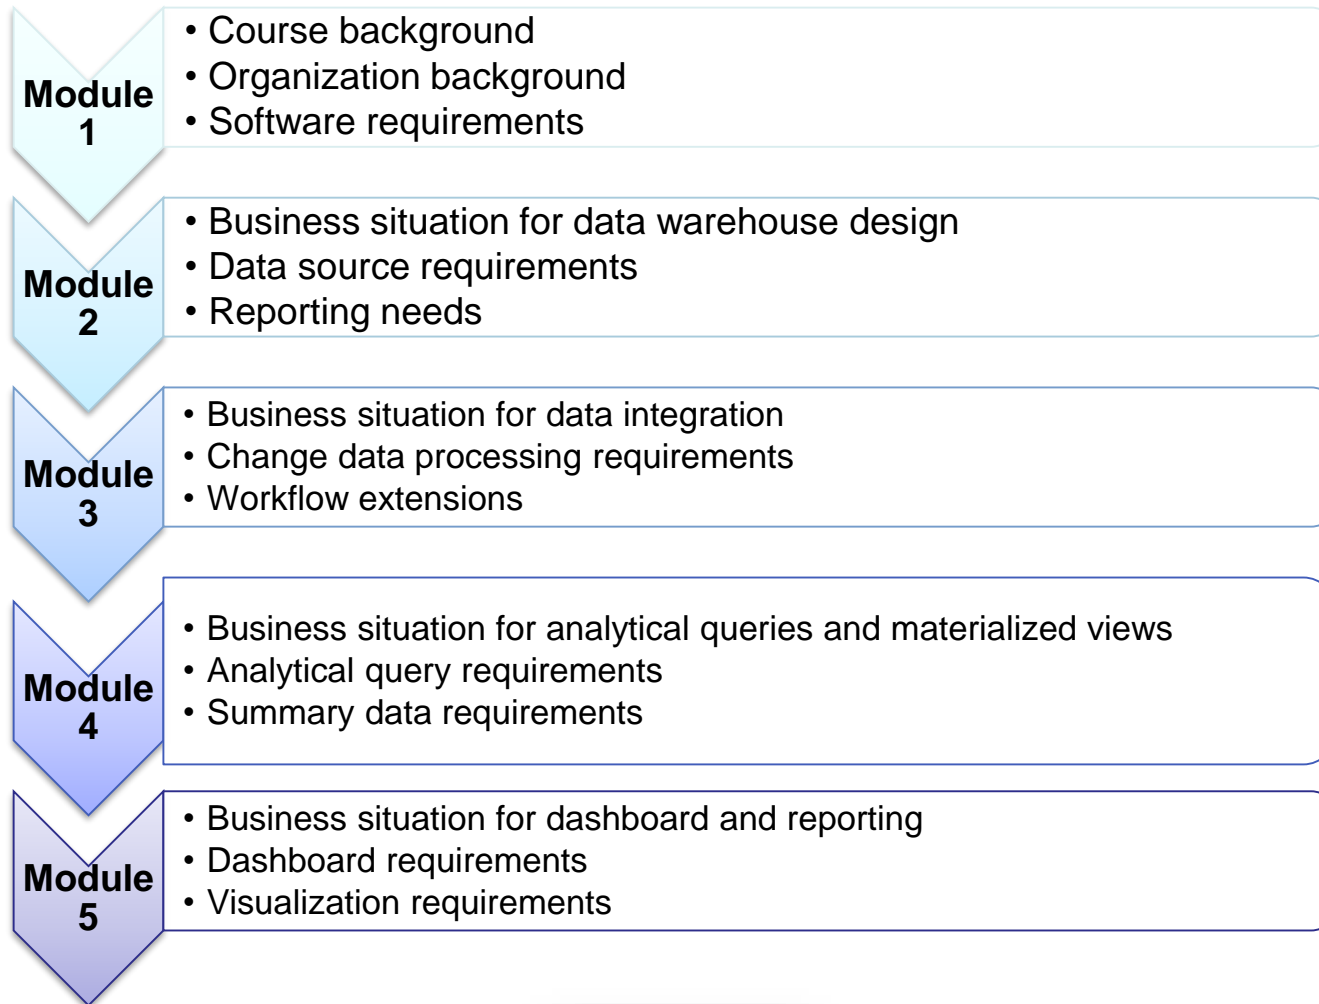 Module
1
• Course background
• Organization background
• Software requirements
Module
2
• Business situation for data warehouse design
• Data source requirements
• Reporting needs
Module
3
• Business situation for data integration
• Change data processing requirements
• Workflow extensions
Module
4
• Business situation for analytical queries and materialized views
• Analytical query requirements
• Summary data requirements
Module
5
• Business situation for dashboard and reporting
• Dashboard requirements
• Visualization requirements